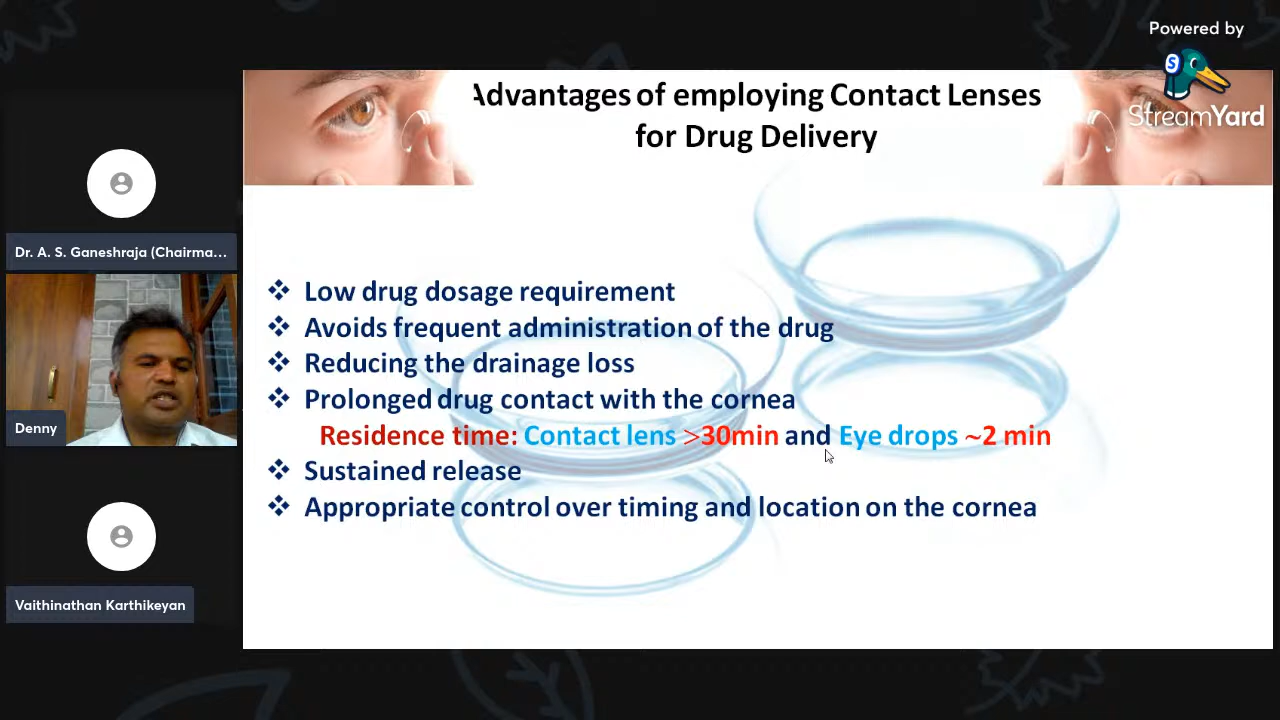 Powered by
StreamYard
Advantages of employing Contact Lenses
for Drug Delivery
Dr. A. S. Ganeshraja (Chairma...
Denny
Vaithinathan Karthikeyan
❖ Low drug dosage requirement
❖ Avoids frequent administration of the drug
❖ Reducing the drainage loss
❖ Prolonged drug contact with the cornea
Residence time: Contact lens >30min and Eye drops ~2 min
❖ Sustained release
❖ Appropriate control over timing and location on the cornea